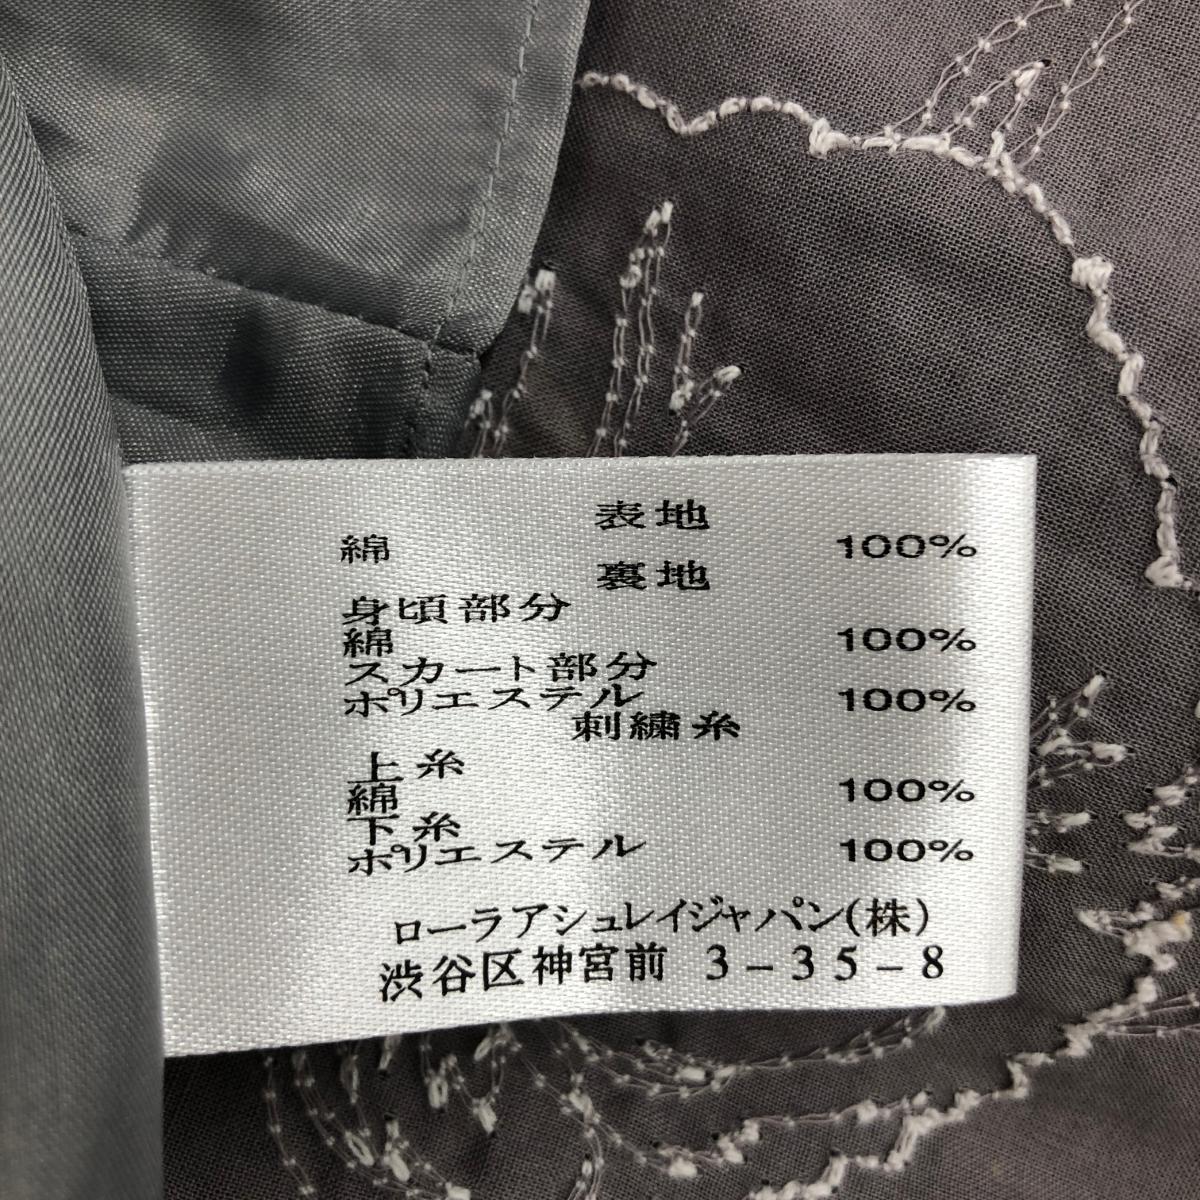 表地
綿 100%
裏地
身頃部分
綿 100%
スカート部分
ポリエステル 100%
刺繍糸
上糸
綿 100%
下糸
ポリエステル 100%
ローラアシュレイジャパン(株)
渋谷区神宮前 3-35-8